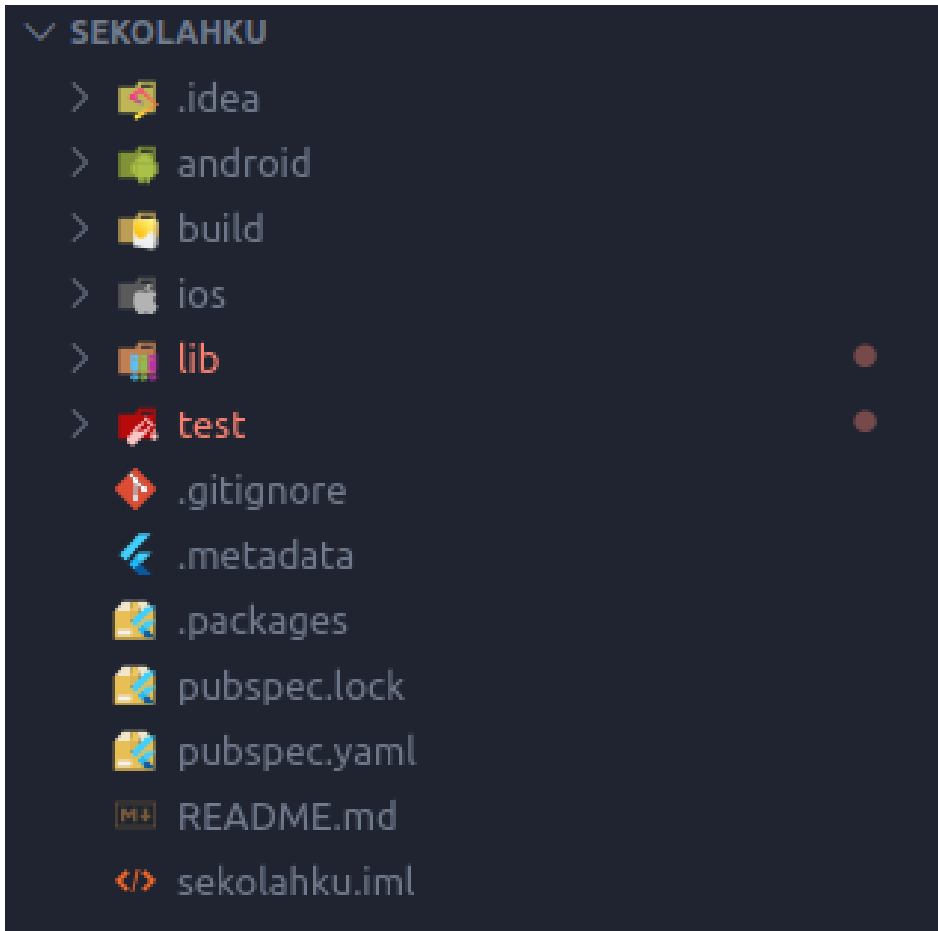 SEKOLAHKU
.idea
android
build
ios
lib
test
.gitignore
.metadata
.packages
pubspec.lock
pubspec.yaml
M↓ README.md
</> sekolahku.iml